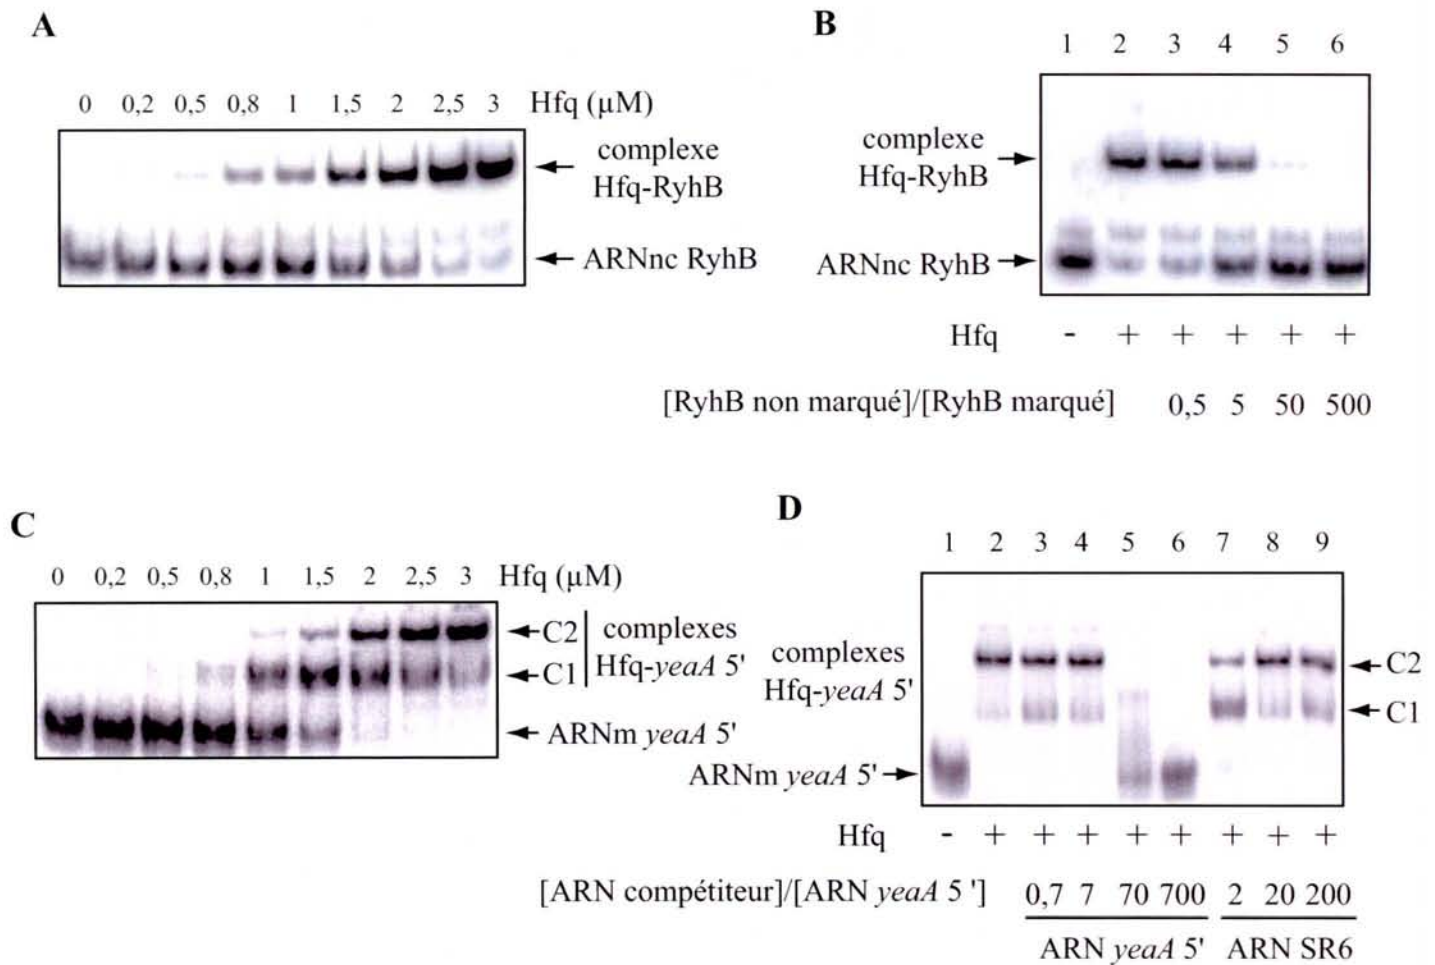 A
0 0,2 0,5 0,8 1 1,5 2 2,5 3 Hfq (µM)
complexe
Hfq-RyhB
ARNnc RyhB
B
1 2 3 4 5 6
complexe
Hfq-RyhB
ARNnc RyhB
Hfq - + + + + +
[RyhB non marqué]/[RyhB marqué] 0,5 5 50 500
C
0 0,2 0,5 0,8 1 1,5 2 2,5 3 Hfq (µM)
C2
C1
complexes
Hfq-yeaA 5'
ARNm yeaA 5'
D
1 2 3 4 5 6 7 8 9
complexes
Hfq-yeaA 5'
C2
C1
ARNm yeaA 5'
Hfq - + + + + + + + +
[ARN compétiteur]/[ARN yeaA 5 '] 0,7 7 70 700 2 20 200
ARN yeaA 5' ARN SR6